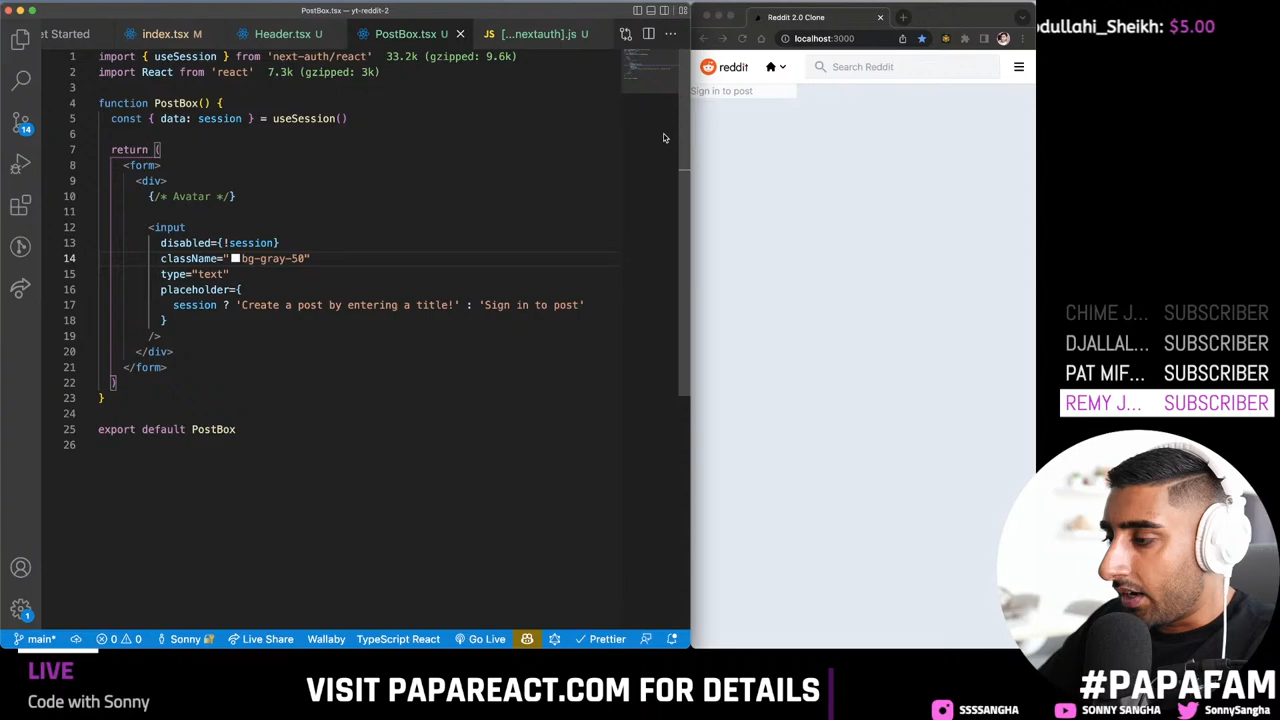 PostBox.tsx — yt-reddit-2
et Started
index.tsx M
Header.tsx U
PostBox.tsx U
JS [...nextauth].js U
1 import { useSession } from 'next-auth/react' 33.2k (gzipped: 9.6k)
2 import React from 'react' 7.3k (gzipped: 3k)
3
4 function PostBox() {
5 const { data: session } = useSession()
6
7 return (
8 <form>
9 <div>
10 {/* Avatar */}
11
12 <input
13 disabled={!session}
14 className="bg-gray-50"
15 type="text"
16 placeholder={
17 session ? 'Create a post by entering a title!' : 'Sign in to post'
18 }
19 />
20 </div>
21 </form>
22 )
23 }
24
25 export default PostBox
26
14
1
main* 0 0 Sonny Live Share Wallaby TypeScript React Go Live Prettier
Reddit 2.0 Clone
localhost:3000
reddit
Search Reddit
Sign in to post
bdullahi_Sheikh: $5.00
CHIME J... SUBSCRIBER
DJALLAL... SUBSCRIBER
PAT MIF... SUBSCRIBER
REMY J... SUBSCRIBER
LIVE
Code with Sonny
VISIT PAPAREACT.COM FOR DETAILS
#PAPAFAM
SSSSANGHA
SONNY SANGHA
SonnySangha